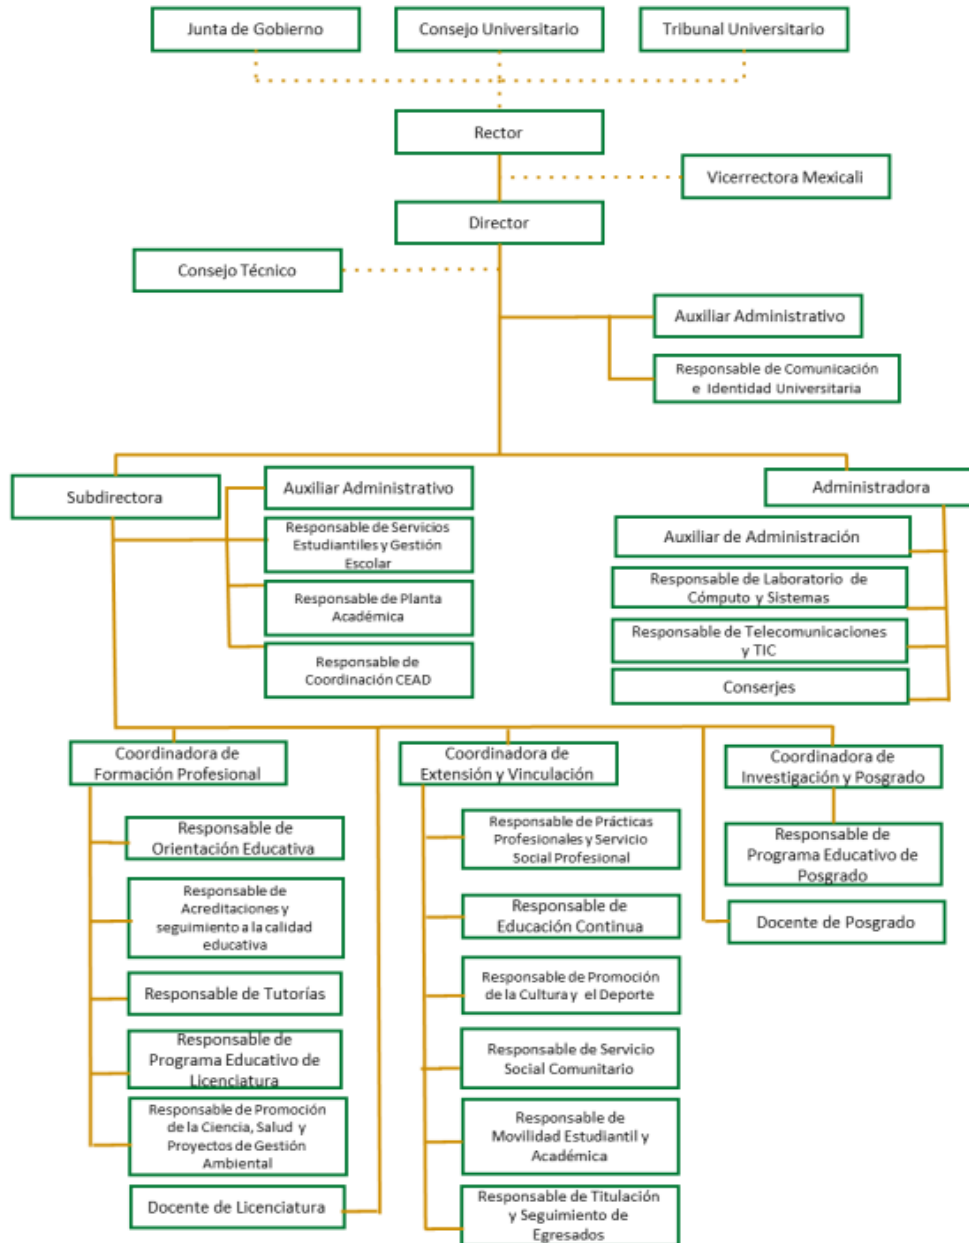 Junta de Gobierno
Consejo Universitario
Tribunal Universitario
Rector
Vicerrectora Mexicali
Director
Consejo Técnico
Auxiliar Administrativo
Responsable de Comunicación
e Identidad Universitaria
Subdirectora
Auxiliar Administrativo
Responsable de Servicios
Estudiantiles y Gestión
Escolar
Responsable de Planta
Académica
Responsable de
Coordinación CEAD
Administradora
Auxiliar de Administración
Responsable de Laboratorio de
Cómputo y Sistemas
Responsable de Telecomunicaciones
y TIC
Conserjes
Coordinadora de
Formación Profesional
Responsable de
Orientación Educativa
Responsable de
Acreditaciones y
seguimiento a la calidad
educativa
Responsable de Tutorías
Responsable de
Programa Educativo de
Licenciatura
Responsable de Promoción
de la Ciencia, Salud y
Proyectos de Gestión
Ambiental
Docente de Licenciatura
Coordinadora de
Extensión y Vinculación
Responsable de Prácticas
Profesionales y Servicio
Social Profesional
Responsable de
Educación Continua
Responsable de Promoción
de la Cultura y el Deporte
Responsable de Servicio
Social Comunitario
Responsable de
Movilidad Estudiantil y
Académica
Responsable de Titulación
y Seguimiento de
Egresados
Coordinadora de
Investigación y Posgrado
Responsable de
Programa Educativo de
Posgrado
Docente de Posgrado